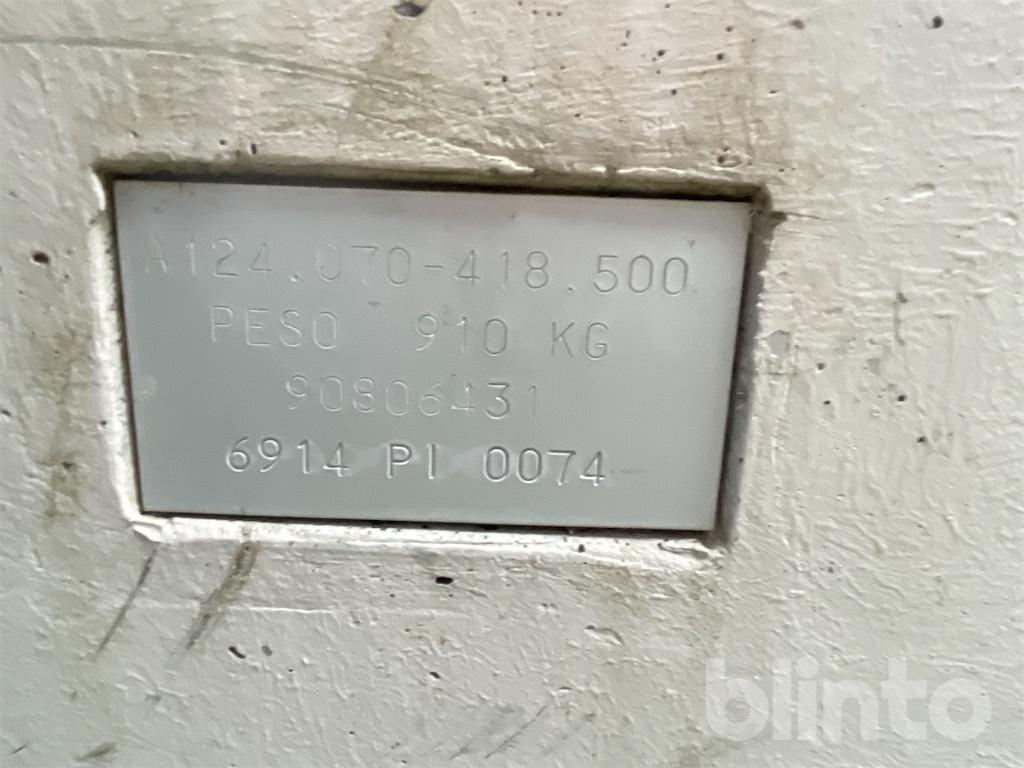 A124.070-418.500
PESO 910 KG
90806431
6914 PI 0074
blinto